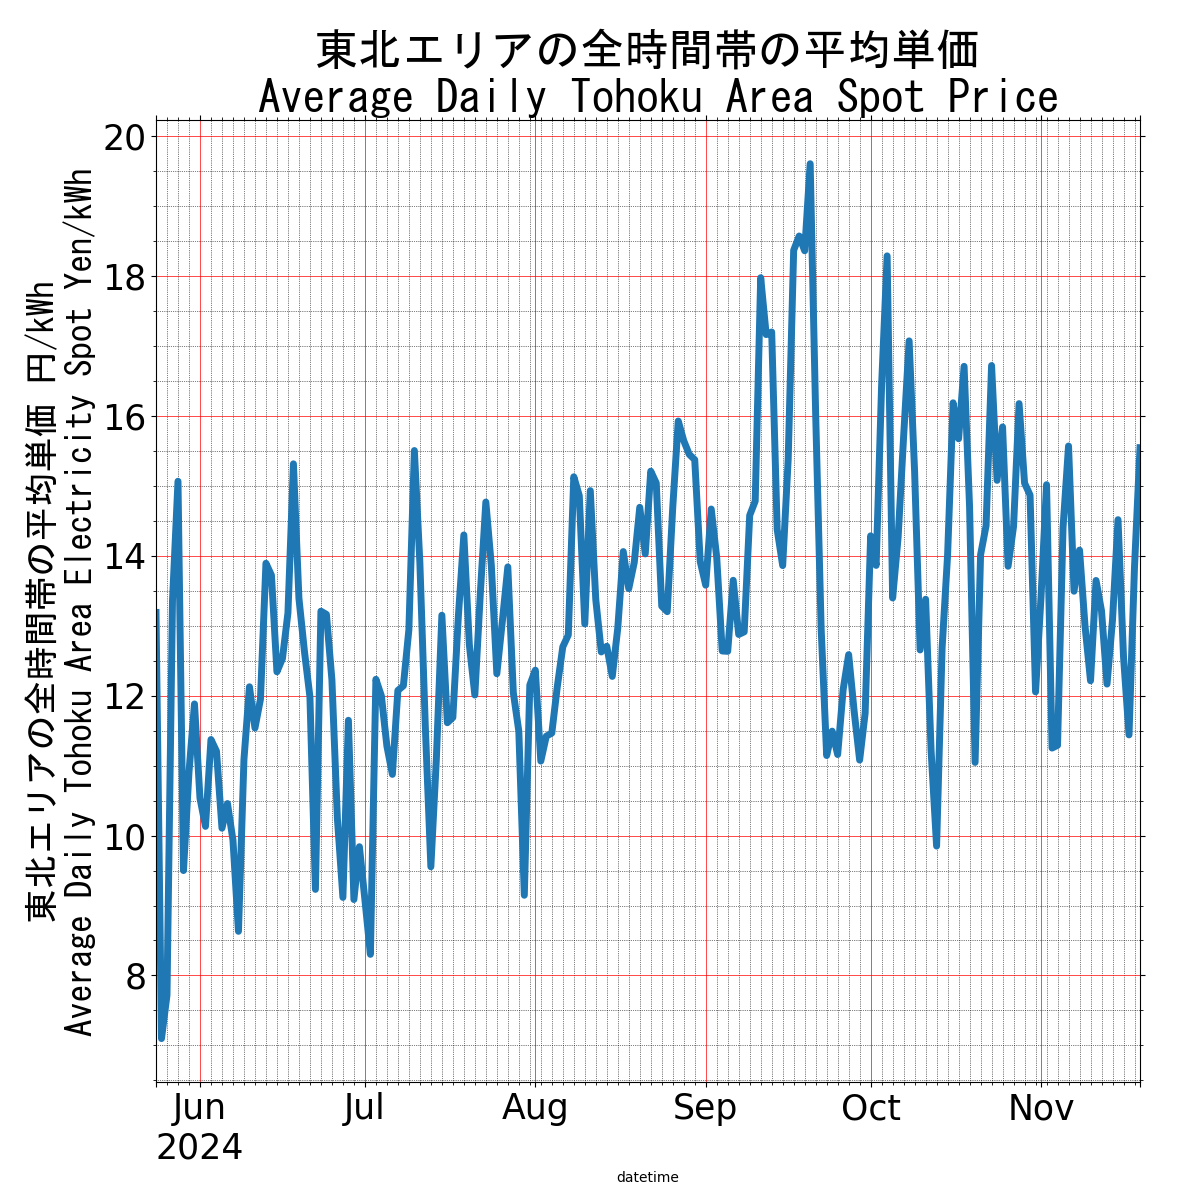 東北エリアの全時間帯の平均単価
Average Daily Tohoku Area Spot Price
東北エリアの全時間帯の平均単価 円/kWh
Average Daily Tohoku Area Electricity Spot Yen/kWh
20
18
16
14
12
10
8
Jun
Jul
Aug
Sep
Oct
Nov
2024
datetime